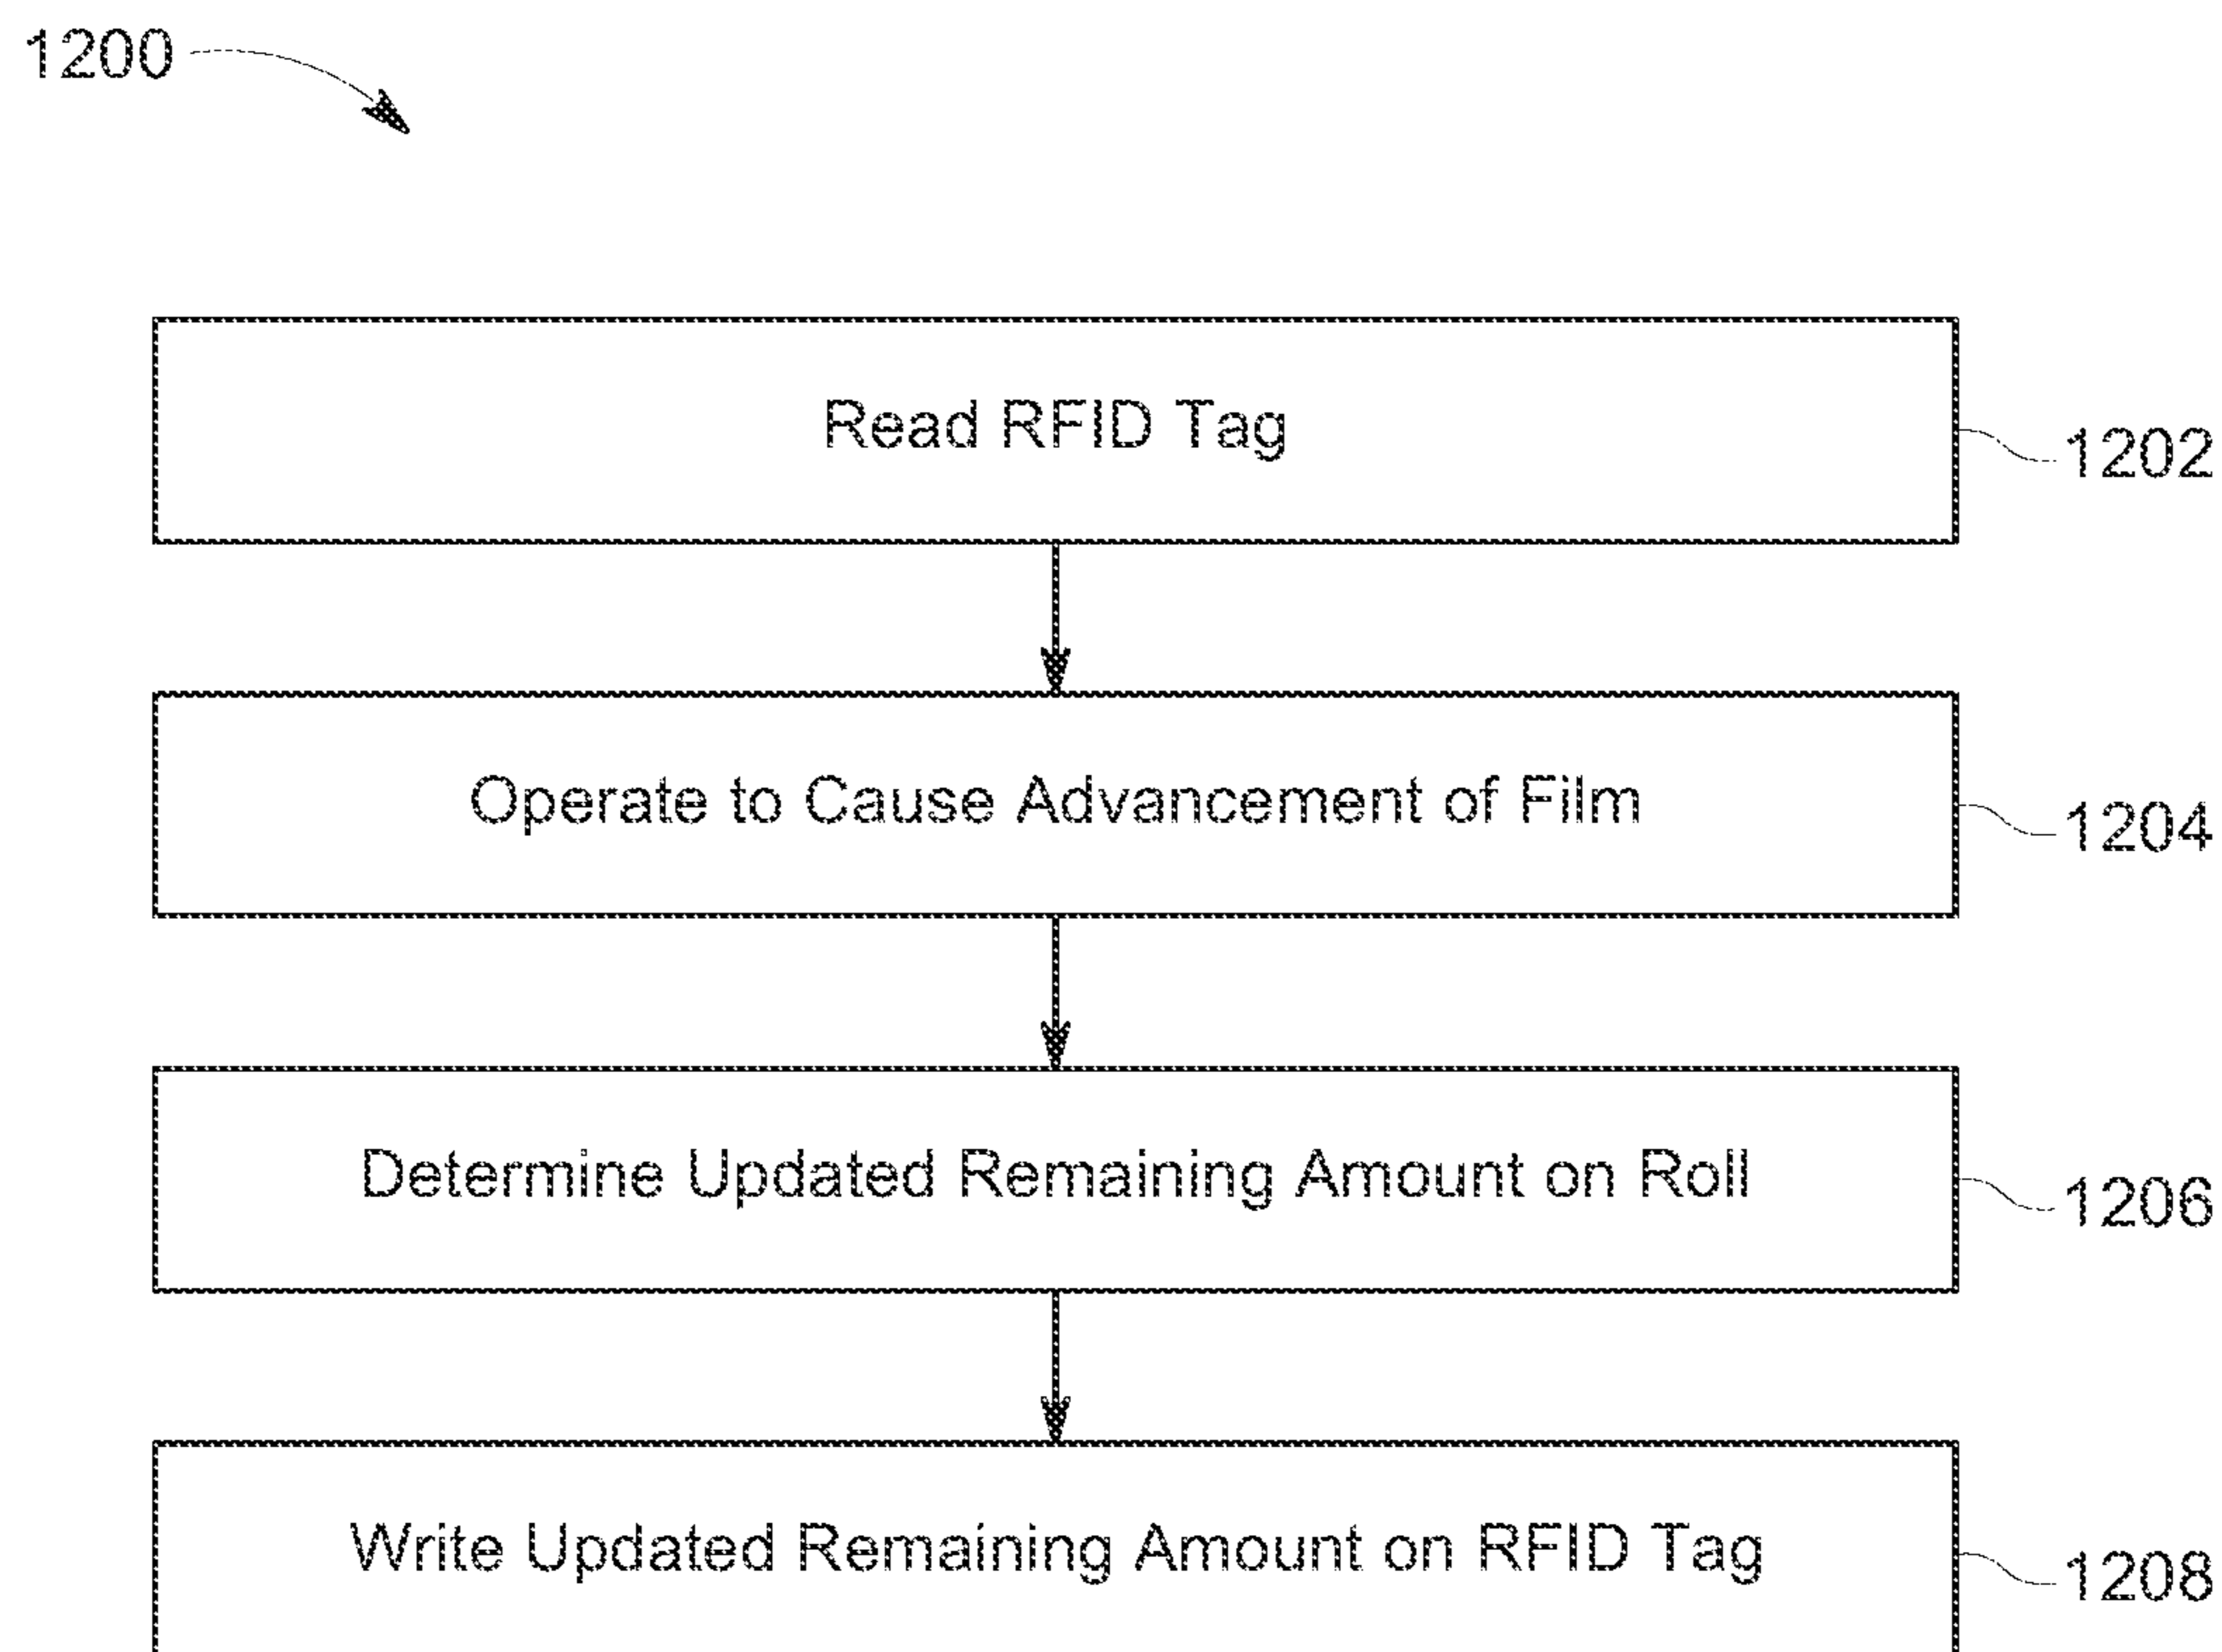 1200
Read RFID Tag
1202
Operate to Cause Advancement of Film
1204
Determine Updated Remaining Amount on Roll
1206
Write Updated Remaining Amount on RFID Tag
1208